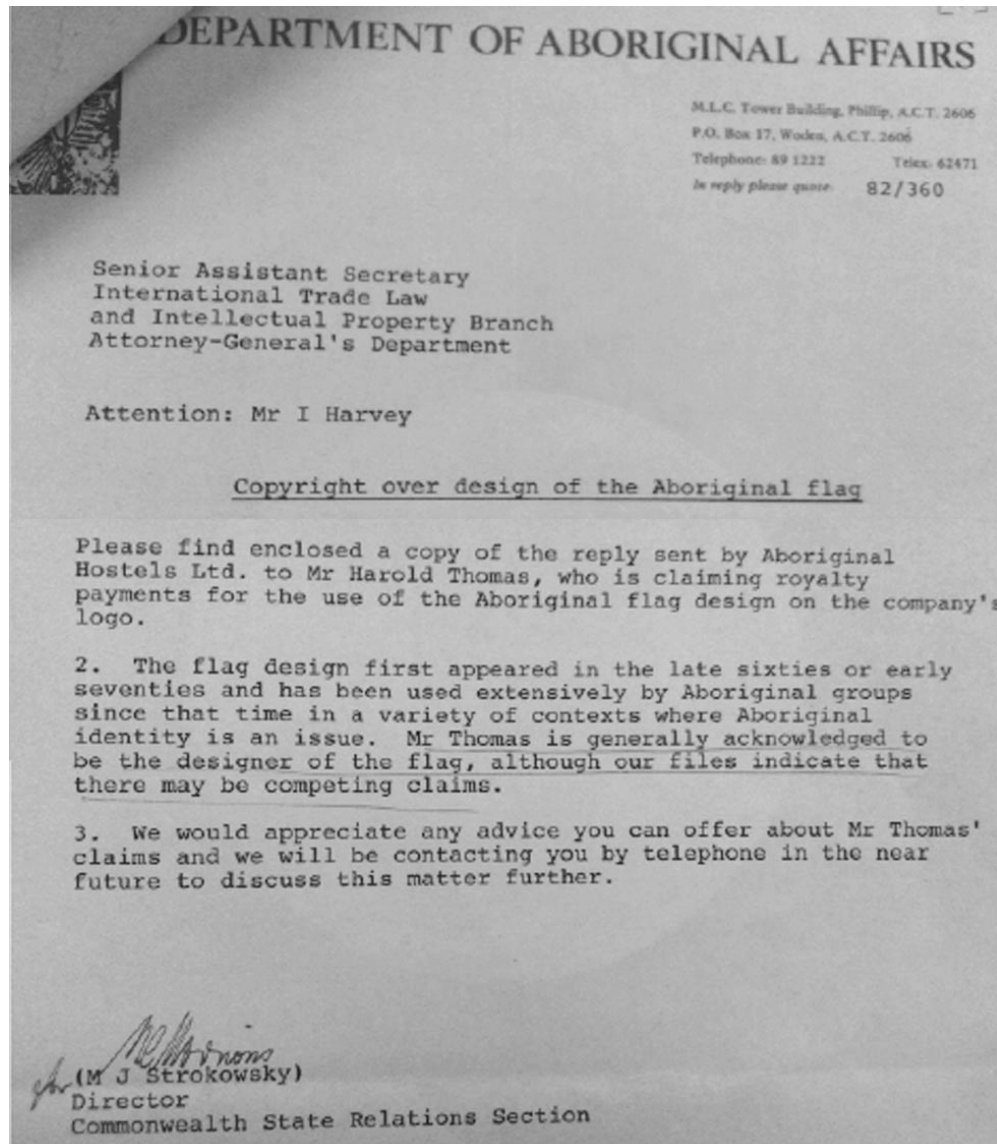 DEPARTMENT OF ABORIGINAL AFFAIRS
M.L.C. Tower Building, Phillip, A.C.T. 2606
P.O. Box 17, Woden, A.C.T. 2606
Telephone: 89 1222 Telex: 62471
In reply please quote: 82/360
Senior Assistant Secretary
International Trade Law
and Intellectual Property Branch
Attorney-General's Department
Attention: Mr I Harvey
Copyright over design of the Aboriginal flag
Please find enclosed a copy of the reply sent by Aboriginal
Hostels Ltd. to Mr Harold Thomas, who is claiming royalty
payments for the use of the Aboriginal flag design on the company's
logo.
2. The flag design first appeared in the late sixties or early
seventies and has been used extensively by Aboriginal groups
since that time in a variety of contexts where Aboriginal
identity is an issue. Mr Thomas is generally acknowledged to
be the designer of the flag, although our files indicate that
there may be competing claims.
3. We would appreciate any advice you can offer about Mr Thomas'
claims and we will be contacting you by telephone in the near
future to discuss this matter further.
for (M J Strokowsky)
Director
Commonwealth State Relations Section